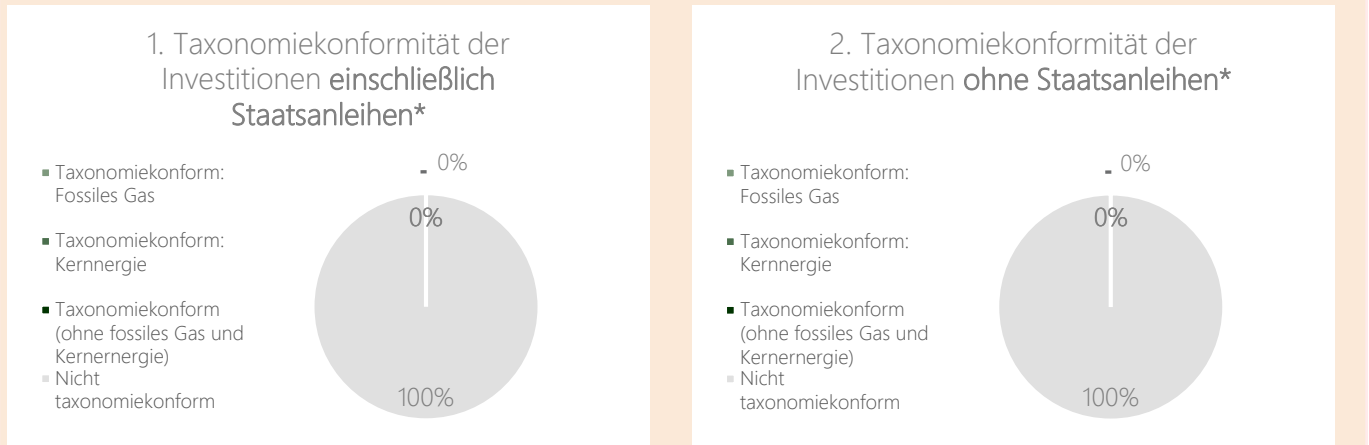 1. Taxonomiekonformität der
Investitionen einschließlich
Staatsanleihen*
Taxonomiekonform:
Fossiles Gas
Taxonomiekonform:
Kernnergie
Taxonomiekonform
(ohne fossiles Gas und
Kernernergie)
Nicht
taxonomiekonform
- 0%
0%
100%
2. Taxonomiekonformität der
Investitionen ohne Staatsanleihen*
Taxonomiekonform:
Fossiles Gas
Taxonomiekonform:
Kernnergie
Taxonomiekonform
(ohne fossiles Gas und
Kernernergie)
Nicht
taxonomiekonform
- 0%
0%
100%